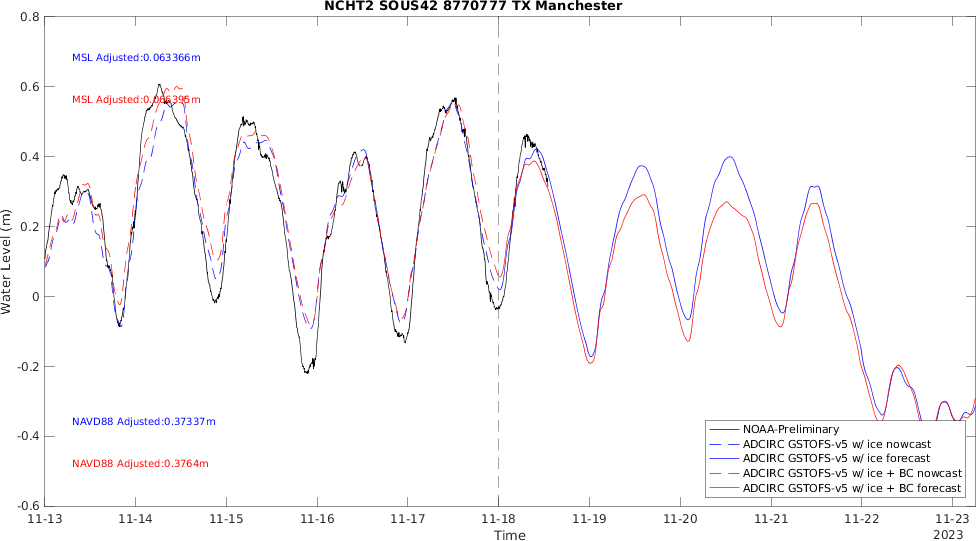 NCHT2 SOUS42 8770777 TX Manchester
0.8
MSL Adjusted:0.063366m
0.6
MSL Adjusted:0.066395m
0.4
0.2
Water Level (m)
0
-0.2
NAVD88 Adjusted:0.37337m
-0.4
NAVD88 Adjusted:0.3764m
-0.6
NOAA-Preliminary
ADCIRC GSTOFS-v5 w/ ice nowcast
ADCIRC GSTOFS-v5 w/ ice forecast
ADCIRC GSTOFS-v5 w/ ice + BC nowcast
ADCIRC GSTOFS-v5 w/ ice + BC forecast
11-13 11-14 11-15 11-16 11-17 11-18 11-19 11-20 11-21 11-22 11-23
Time 2023